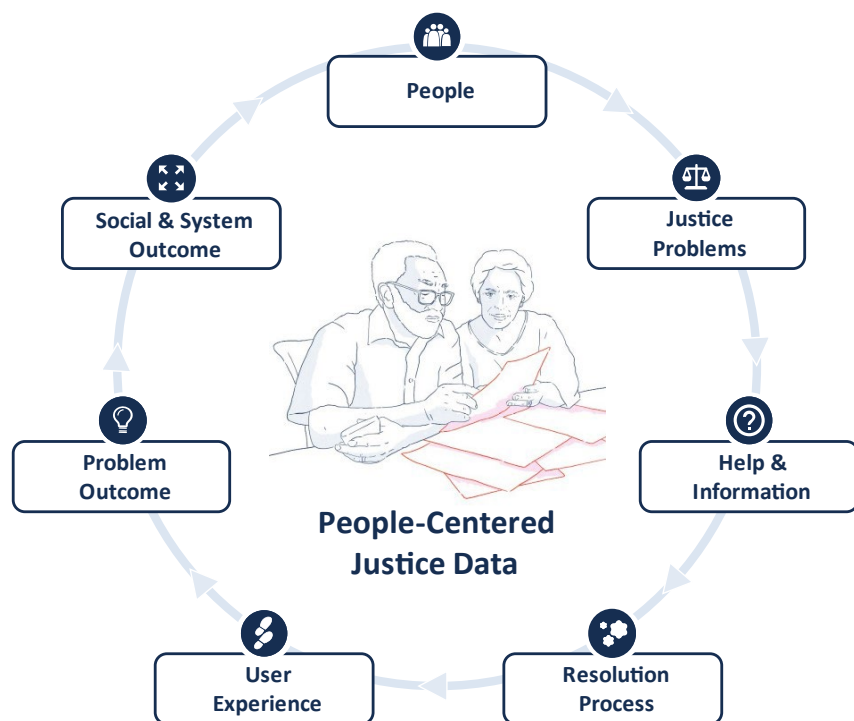 People
Justice
Problems
Help &
Information
Resolution
Process
User
Experience
Problem
Outcome
Social & System
Outcome
People-Centered
Justice Data